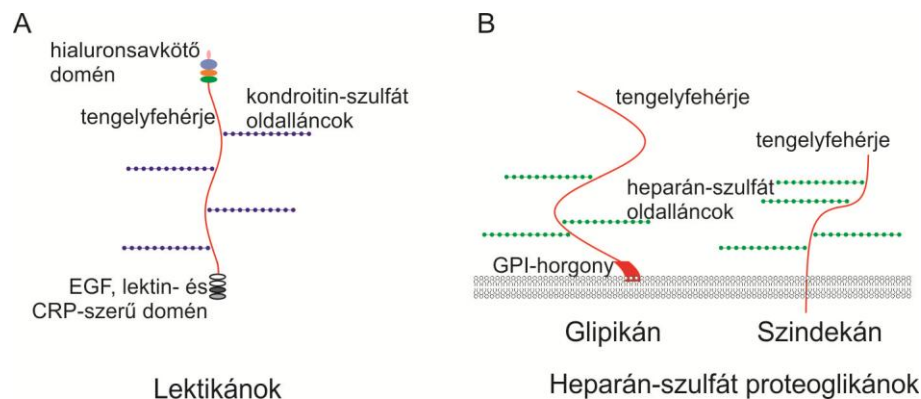 A
hialuronsavkötő
domén
tengelyfehérje
kondroitin-szulfát
oldalláncok
EGF, lektin- és
CRP-szerű domén
Lektikánok
B
tengelyfehérje
tengelyfehérje
heparán-szulfát
oldalláncok
GPI-horgony
Glipikán
Szindekán
Heparán-szulfát proteoglikánok